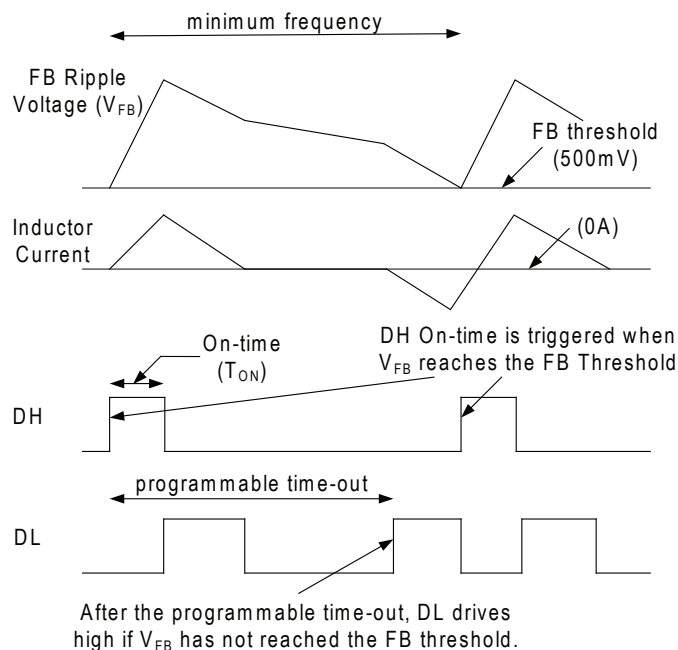 minimum frequency
FB Ripple
Voltage (VFB)
FB threshold
(500mV)
Inductor
Current
(0A)
On-time
(TON)
DH On-time is triggered when
VFB reaches the FB Threshold
DH
programmable time-out
DL
After the programmable time-out, DL drives
high if VFB has not reached the FB threshold.